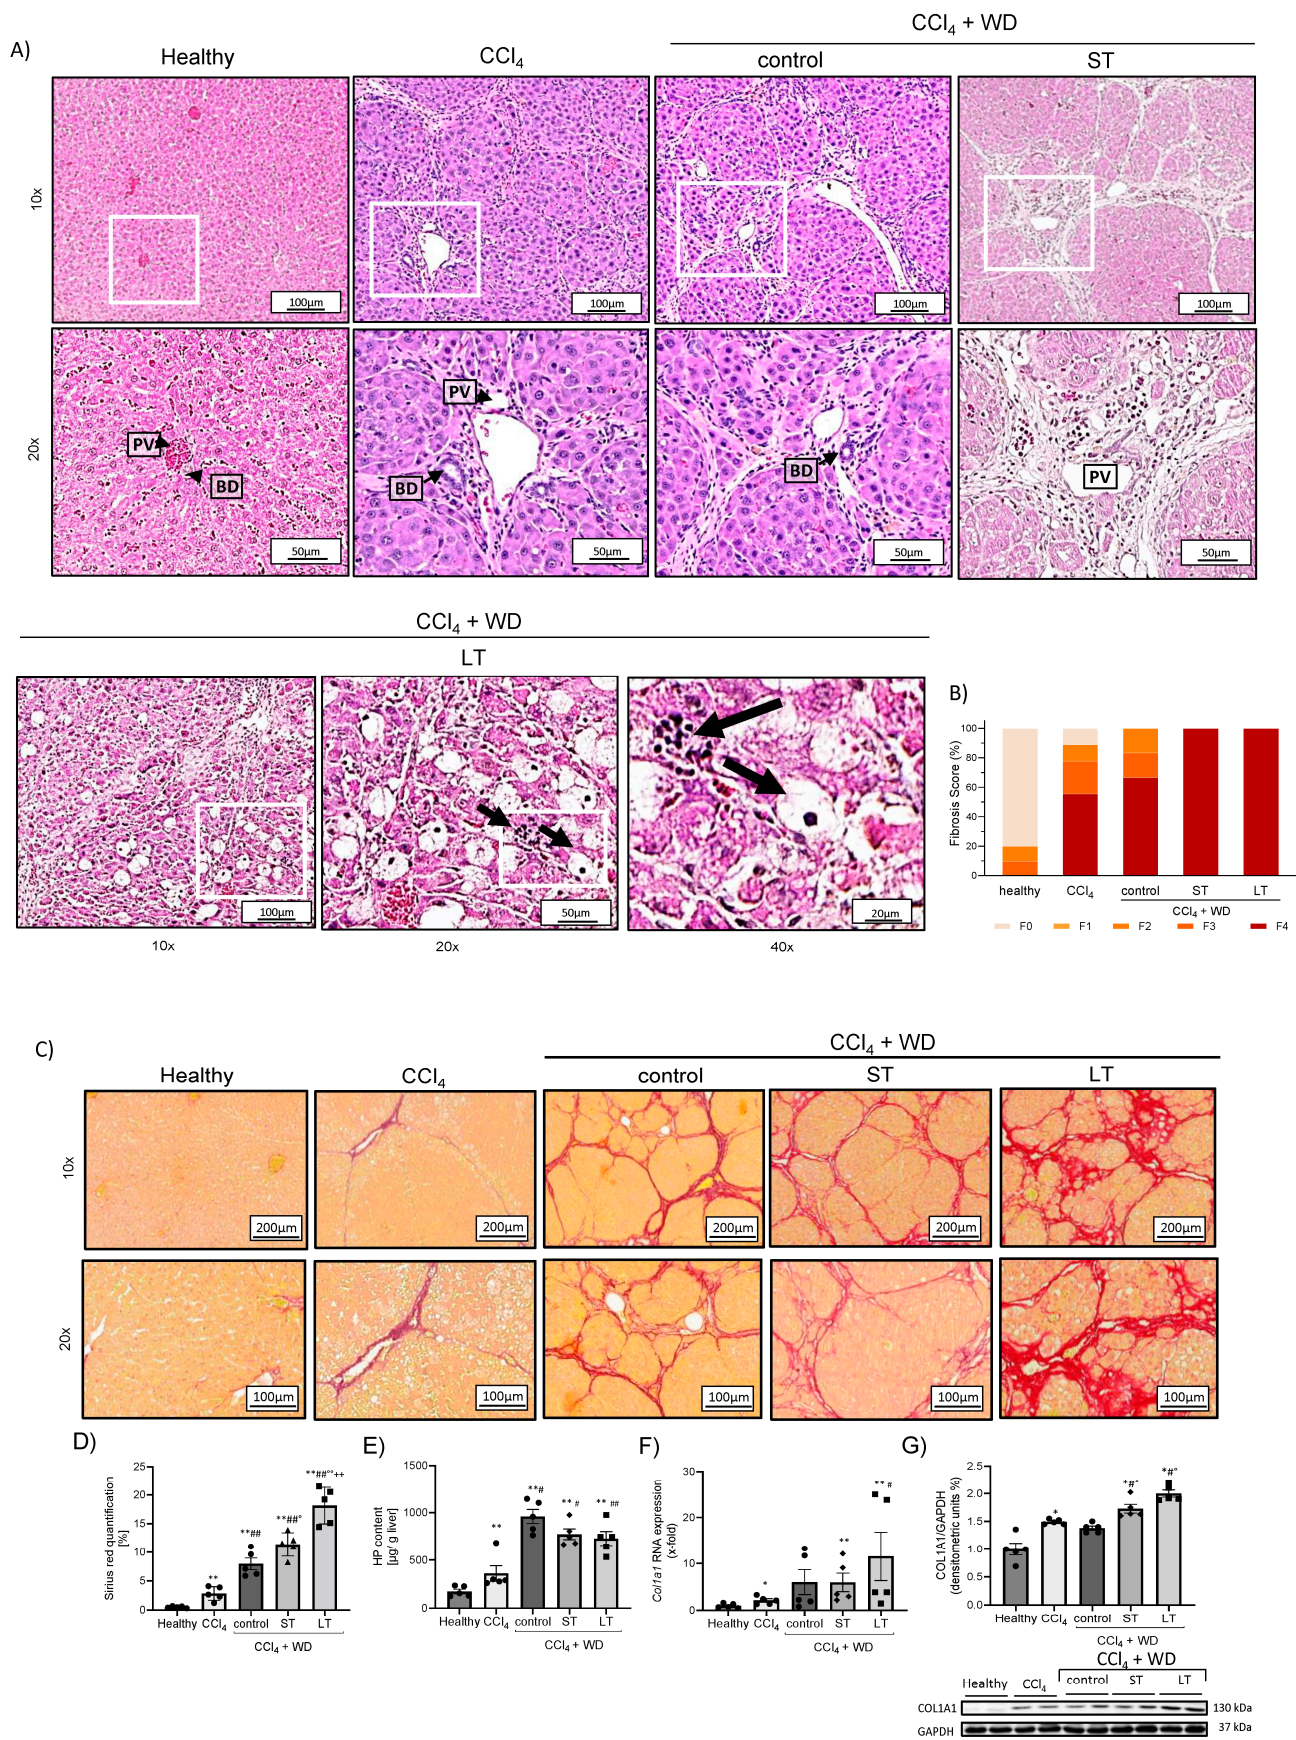 A)
CCl4 + WD
Healthy
CCl4
control
ST
10x
100µm
100µm
100µm
100µm
20x
PV
BD
50µm
PV
BD
50µm
BD
50µm
PV
50µm
CCl4 + WD
LT
100µm
50µm
20µm
10x
20x
40x
B)
Fibrosis Score (%)
100
80
60
40
20
0
healthy
CCl4
control
ST
LT
CCl4 + WD
F0
F1
F2
F3
F4
C)
CCl4 + WD
Healthy
CCl4
control
ST
LT
10x
200µm
200µm
200µm
200µm
200µm
20x
100µm
100µm
100µm
100µm
100µm
D)
Sirius red quantification
[%]
25
20
15
10
5
0
**
**##
**##°
**##°°++
Healthy
CCl4
control
ST
LT
CCl4 + WD
E)
HP content
[µg/ g liver]
1500
1000
500
0
**
**#
** #
** ##
Healthy
CCl4
control
ST
LT
CCl4 + WD
F)
Col1a1 RNA expression
(x-fold)
30
20
10
0
*
**
** #
Healthy
CCl4
control
ST
LT
CCl4 + WD
G)
COL1A1/GAPDH
(densitometric units %)
2.5
2.0
1.5
1.0
0.5
0.0
*
*#°
*#°
Healthy
CCl4
control
ST
LT
CCl4 + WD
CCl4 + WD
Healthy
CCl4
control
ST
LT
COL1A1
130 kDa
GAPDH
37 kDa